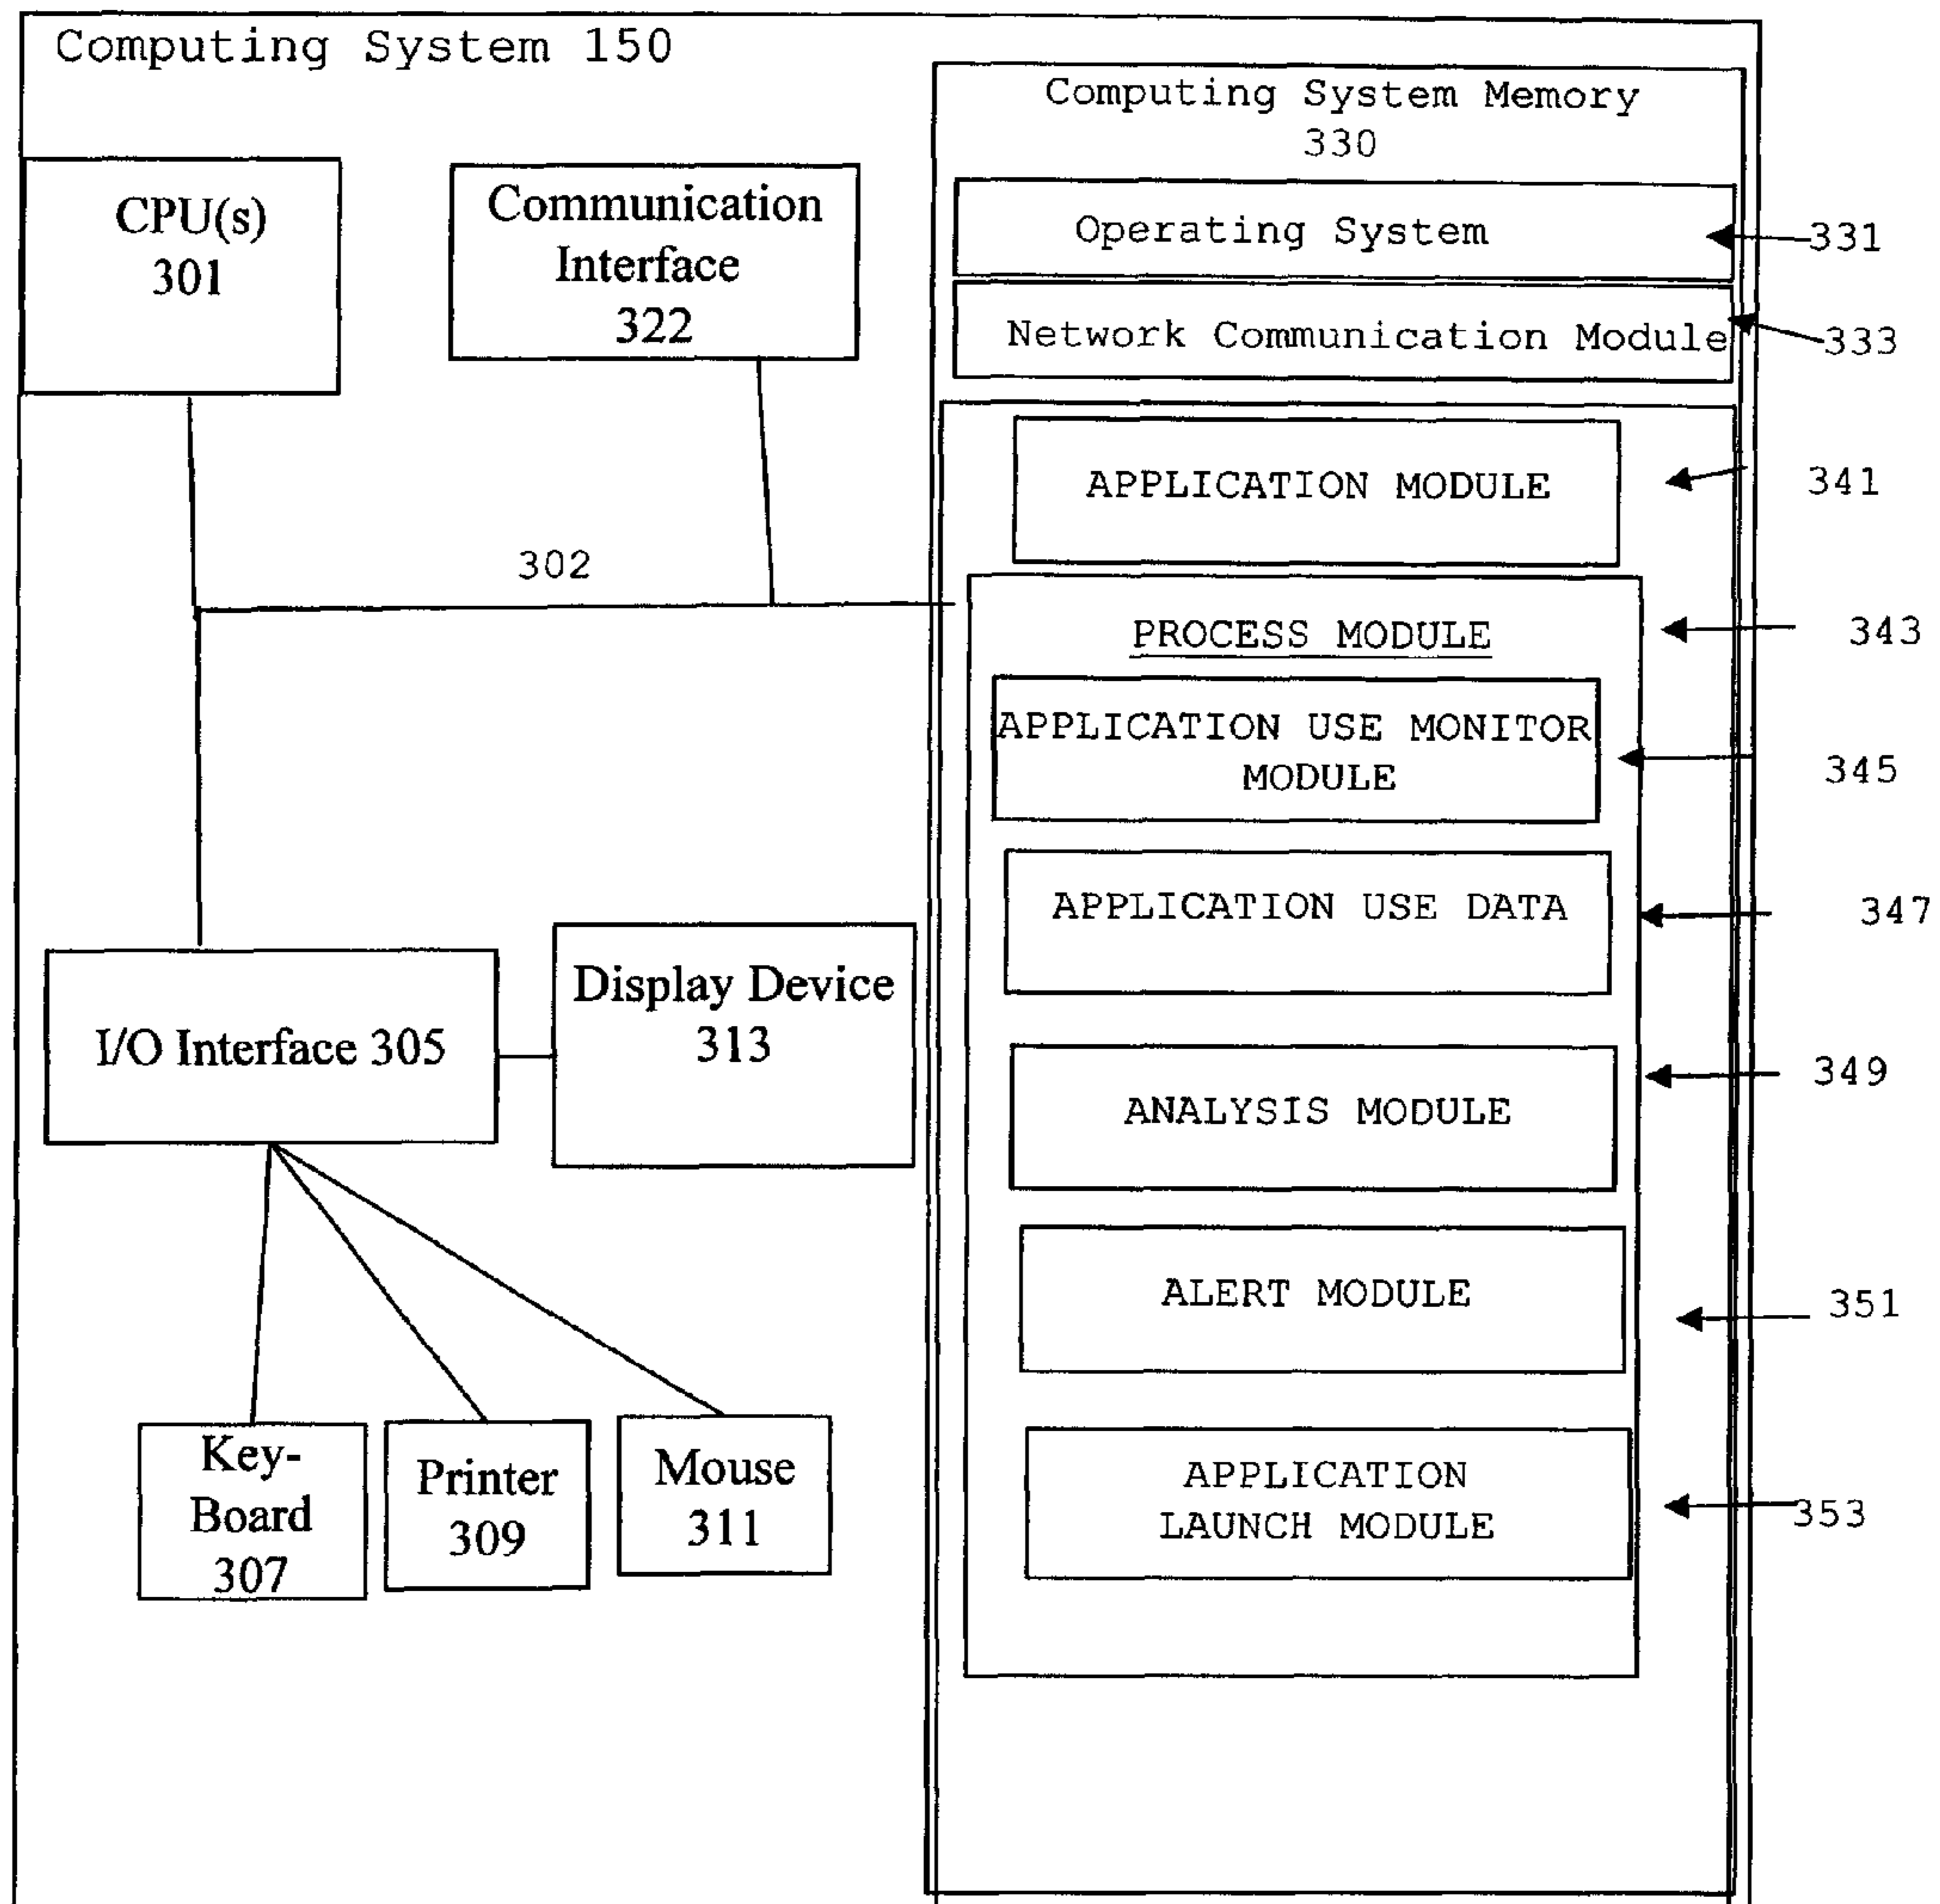 Computing System 150
CPU(s)
301
Communication
Interface
322
302
I/O Interface 305
Display Device
313
Key-
Board
307
Printer
309
Mouse
311
Computing System Memory
330
Operating System
331
Network Communication Module
333
APPLICATION MODULE
341
PROCESS MODULE
343
APPLICATION USE MONITOR
MODULE
345
APPLICATION USE DATA
347
ANALYSIS MODULE
349
ALERT MODULE
351
APPLICATION
LAUNCH MODULE
353